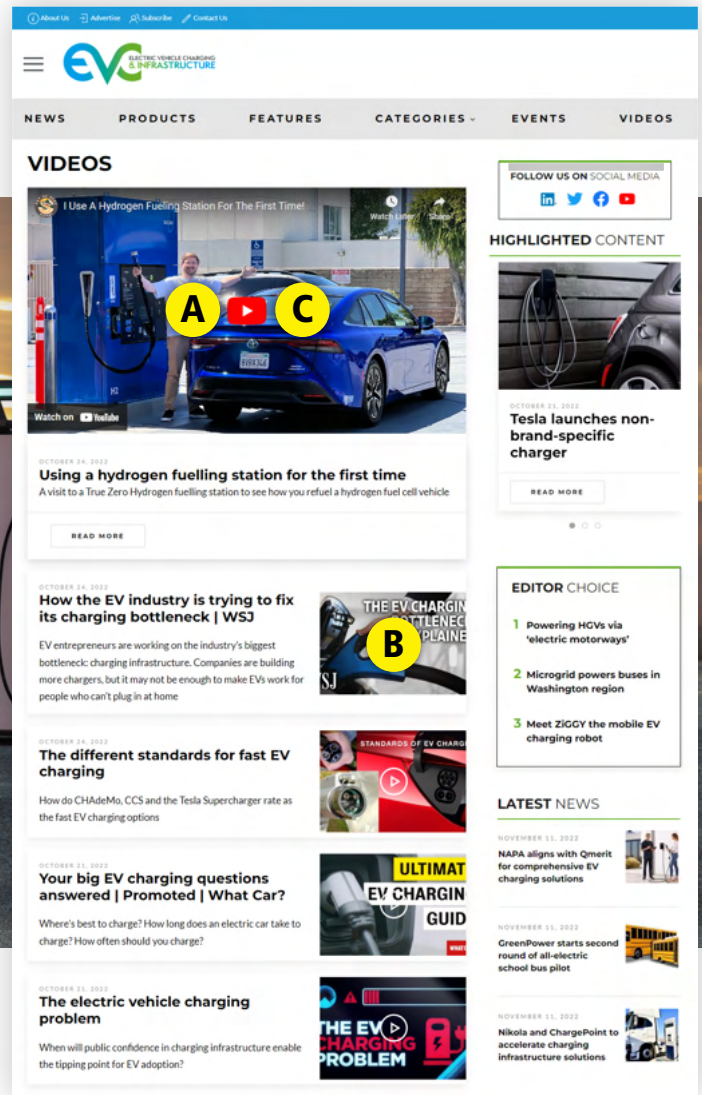 About Us Advertise Subscribe Contact Us
EVC ELECTRIC VEHICLE CHARGING
& INFRASTRUCTURE
NEWS PRODUCTS FEATURES CATEGORIES EVENTS VIDEOS
VIDEOS
I Use A Hydrogen Fueling Station For The First Time!
Watch Later Share
A C
H2
Watch on YouTube
OCTOBER 24, 2022
Using a hydrogen fuelling station for the first time
A visit to a True Zero Hydrogen fuelling station to see how you refuel a hydrogen fuel cell vehicle
READ MORE
OCTOBER 24, 2022
How the EV industry is trying to fix
its charging bottleneck | WSJ
EV entrepreneurs are working on the industry's biggest
bottleneck: charging infrastructure. Companies are building
more chargers, but it may not be enough to make EVs work for
people who can't plug in at home
THE EV CHARGIN
B
SJ
OCTOBER 24, 2022
The different standards for fast EV
charging
How do CHAdeMo, CCS and the Tesla Supercharger rate as
the fast EV charging options
STANDARDS OF EV CHARG
OCTOBER 21, 2022
Your big EV charging questions
answered | Promoted | What Car?
Where's best to charge? How long does an electric car take to
charge? How often should you charge?
ULTIMAT
EV CHARGIN
GUID
OCTOBER 21, 2022
The electric vehicle charging
problem
When will public confidence in charging infrastructure enable
the tipping point for EV adoption?
THE EV
CHARGING
PROBLEM
FOLLOW US ON SOCIAL MEDIA
HIGHLIGHTED CONTENT
OCTOBER 21, 2022
Tesla launches non-
brand-specific
charger
READ MORE
EDITOR CHOICE
1 Powering HGVs via
'electric motorways'
2 Microgrid powers buses in
Washington region
3 Meet ZiGGY the mobile EV
charging robot
LATEST NEWS
NOVEMBER 11, 2022
NAPA aligns with Qmerit
for comprehensive EV
charging solutions
NOVEMBER 11, 2022
GreenPower starts second
round of all-electric
school bus pilot
NOVEMBER 11, 2022
Nikola and ChargePoint to
accelerate charging
infrastructure solutions